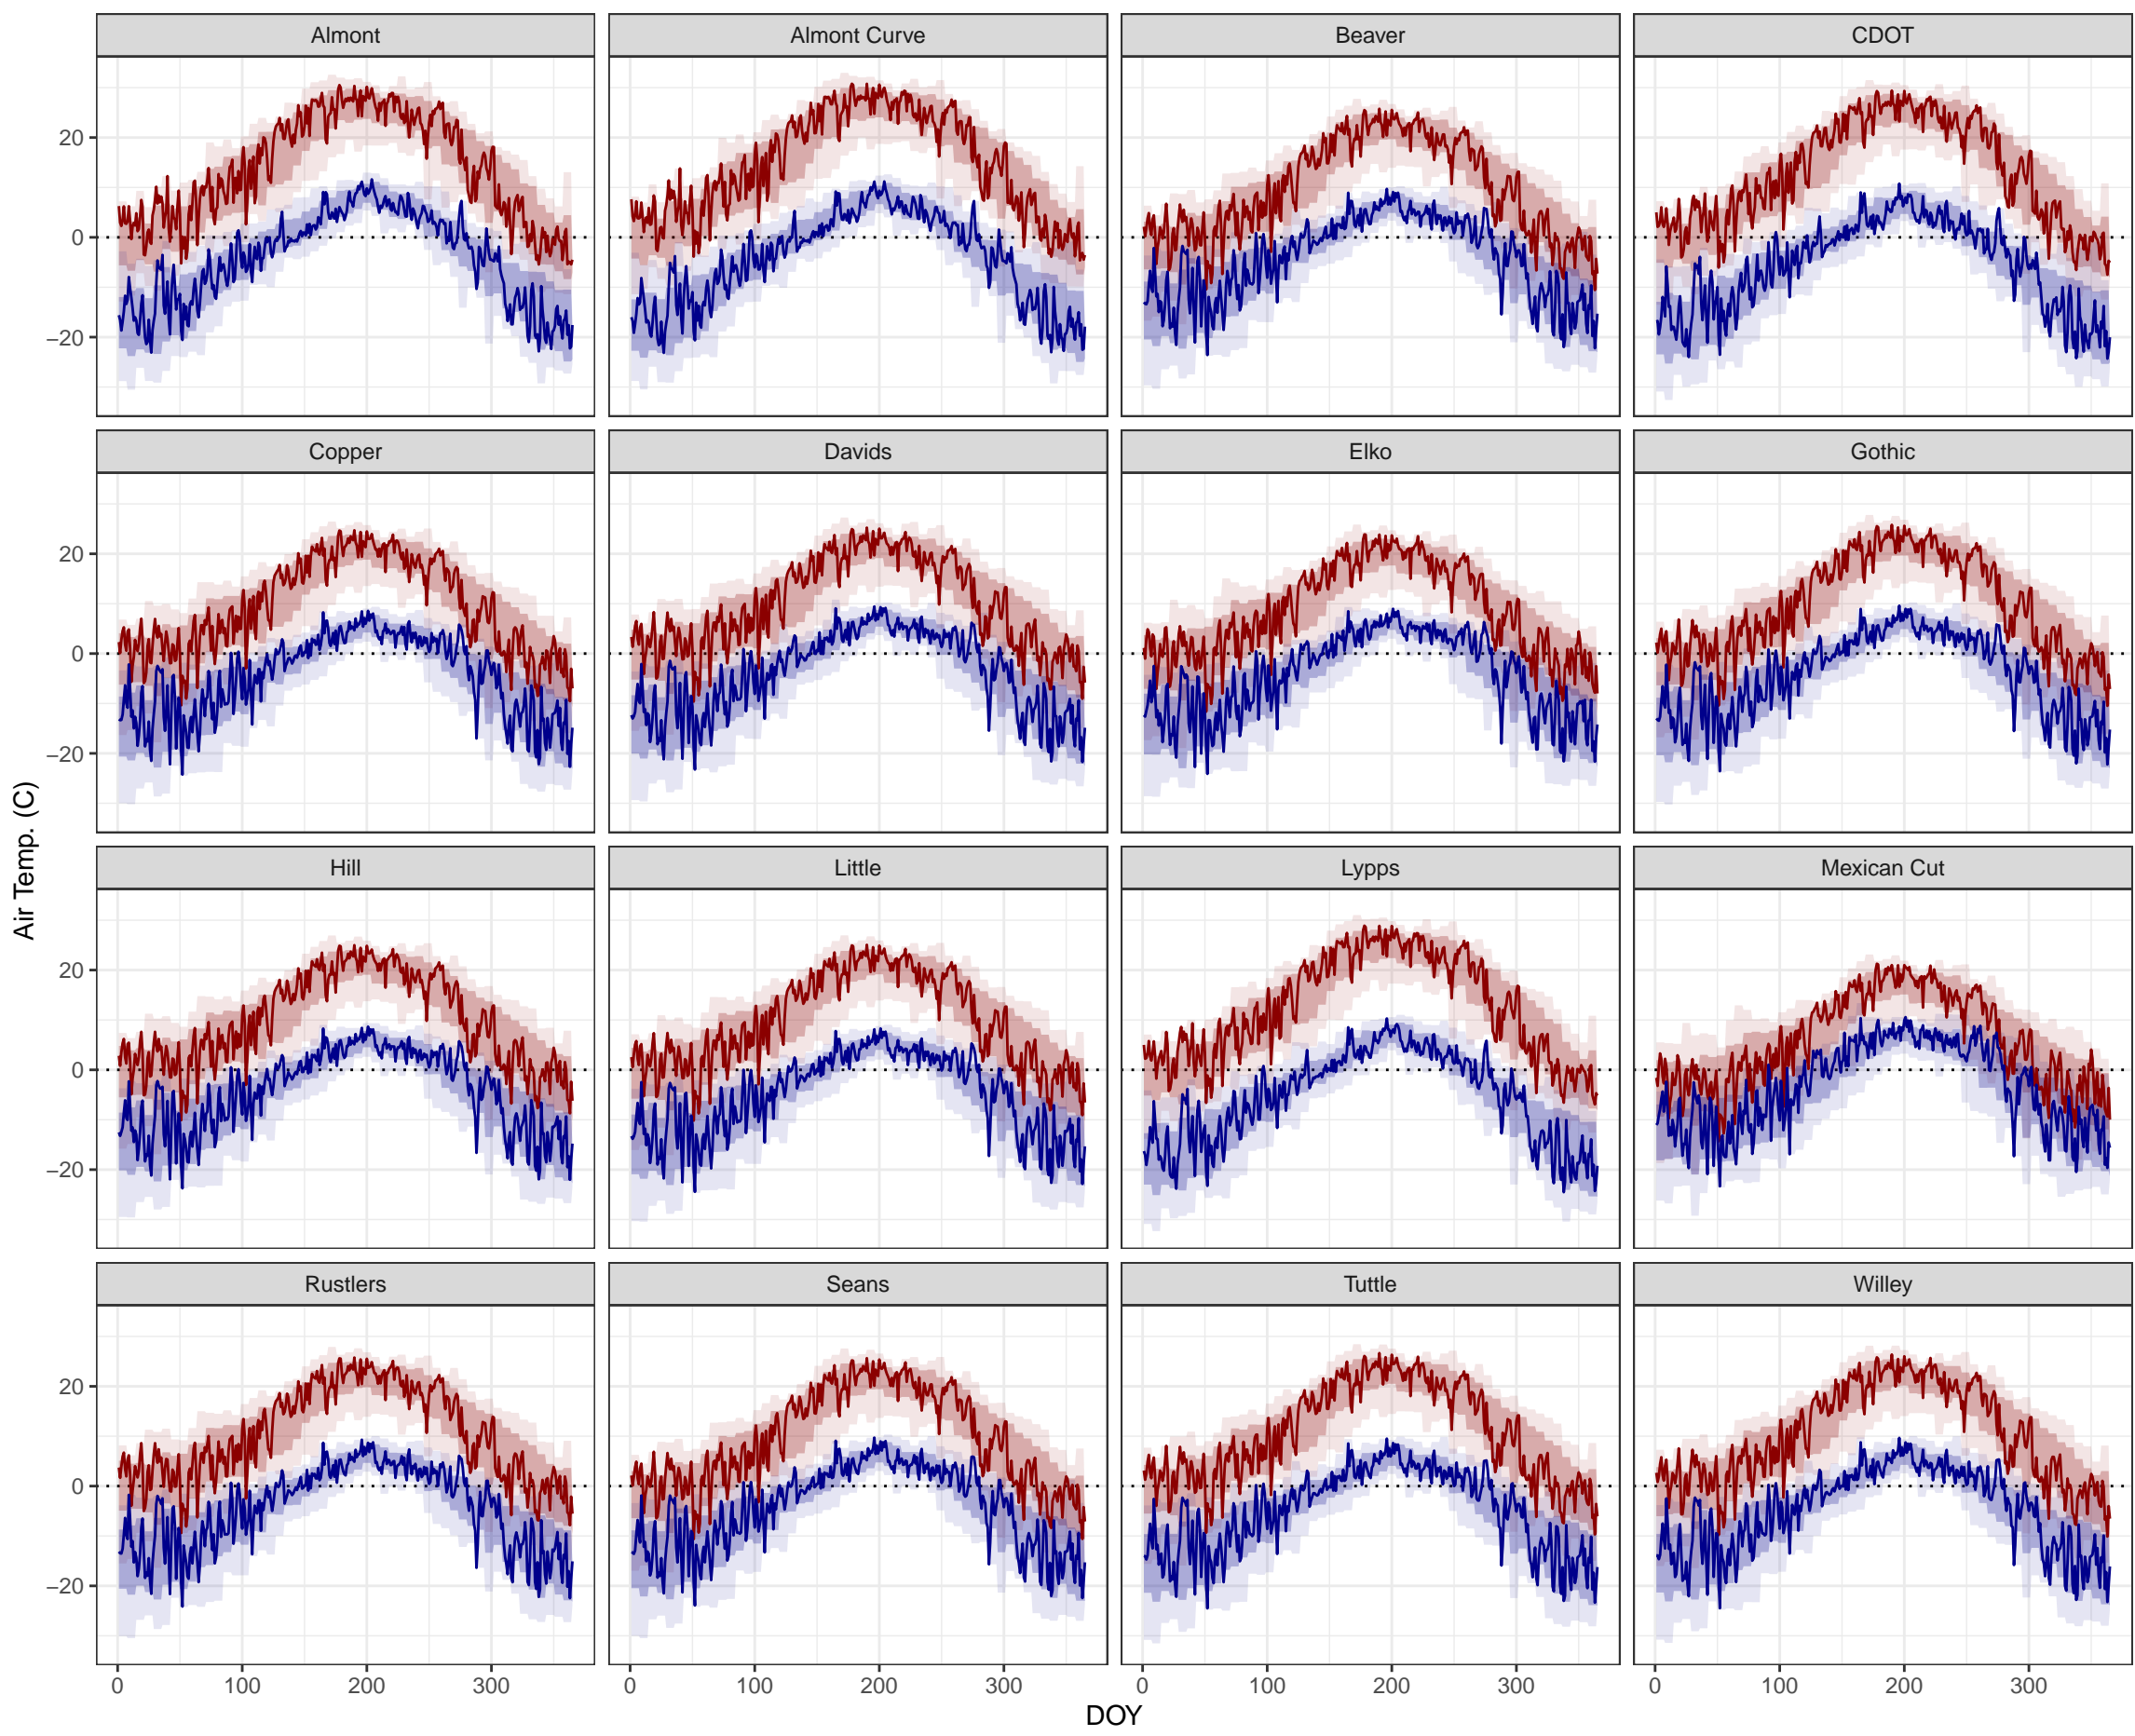 Almont
Almont Curve
Beaver
CDOT
20
0
−20
Copper
Davids
Elko
Gothic
20
0
−20
Air Temp. (C)
Hill
Little
Lypps
Mexican Cut
20
0
−20
Rustlers
Seans
Tuttle
Willey
20
0
−20
0 100 200 300
0 100 200 300
0 100 200 300
0 100 200 300
DOY